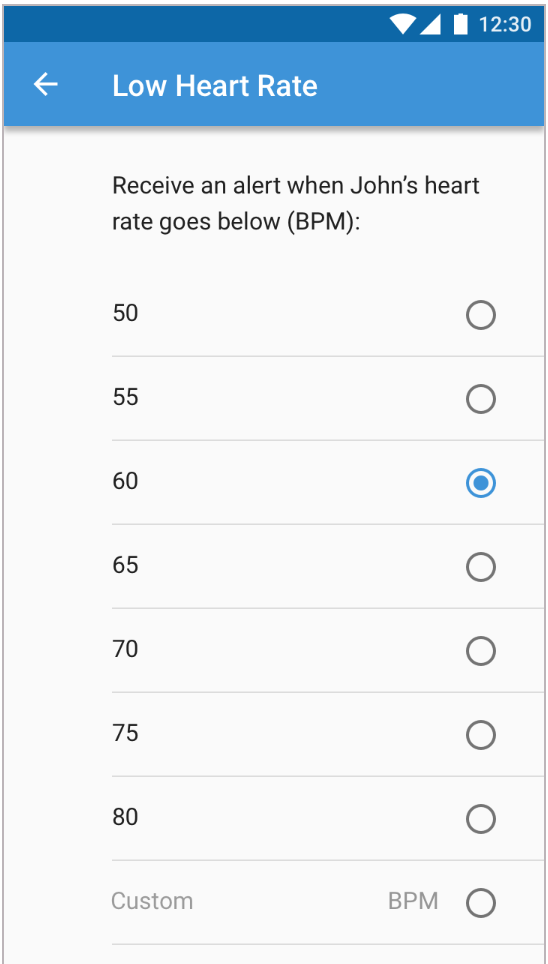 12:30
Low Heart Rate
Receive an alert when John’s heart
rate goes below (BPM):
50
55
60
65
70
75
80
Custom BPM